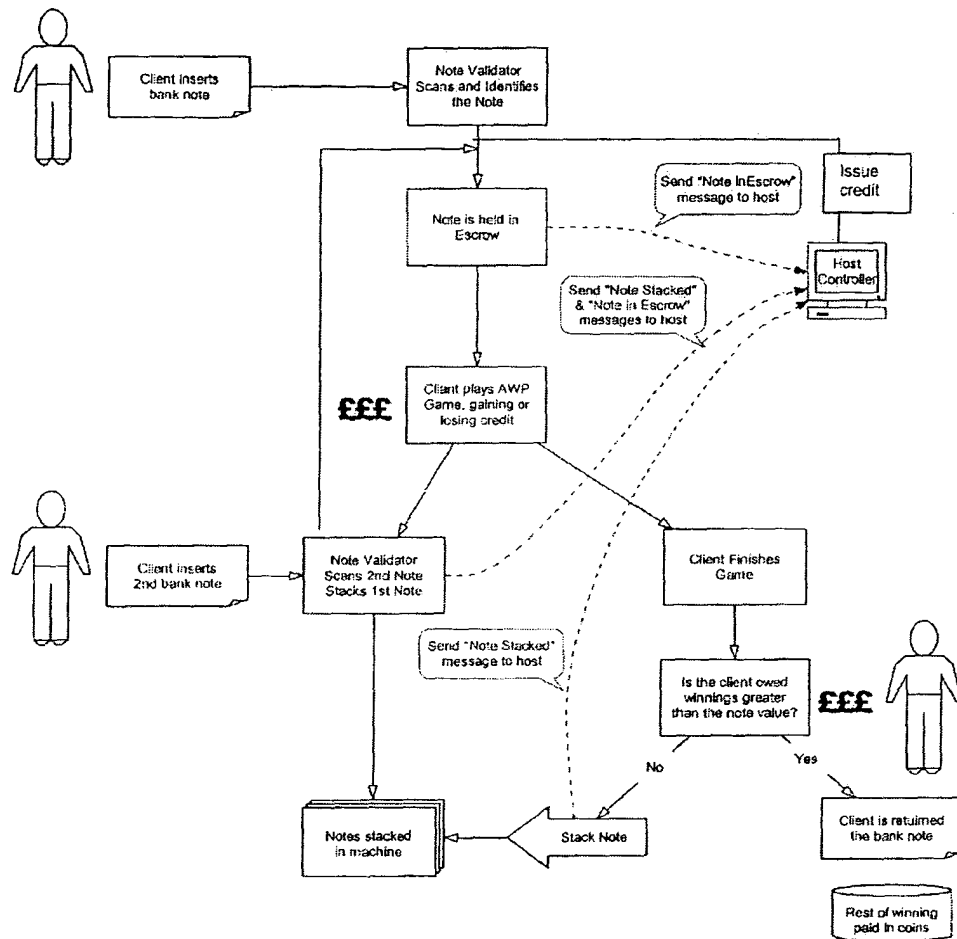 Client inserts
bank note
Note Validator
Scans and Identifies
the Note
Issue
credit
Send "Note InEscrow"
message to host
Note is held in
Escrow
Host
Controller
Send "Note Stacked"
& "Note in Escrow"
messages to host
£££
Client plays AWP
Game, gaining or
losing credit
Client inserts
2nd bank note
Note Validator
Scans 2nd Note
Stacks 1st Note
Client Finishes
Game
Send "Note Stacked"
message to host
Is the client owed
winnings greater
than the note value?
£££
No
Yes
Notes stacked
in machine
Stack Note
Client is returned
the bank note
Rest of winning
paid in coins